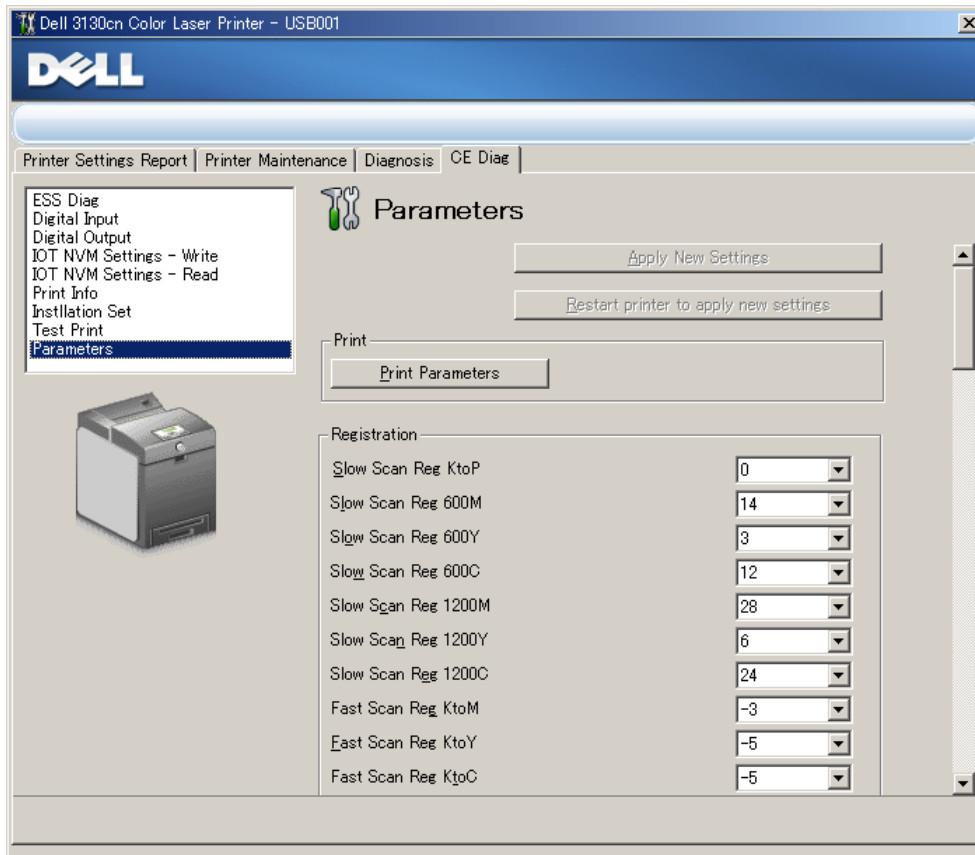 Dell 3130cn Color Laser Printer - USB001
DELL
Printer Settings Report
Printer Maintenance
Diagnosis
CE Diag
ESS Diag
Digital Input
Digital Output
IOT NVM Settings - Write
IOT NVM Settings - Read
Print Info
Instllation Set
Test Print
Parameters
Parameters
Apply New Settings
Restart printer to apply new settings
Print
Print Parameters
Registration
Slow Scan Reg KtoP 0
Slow Scan Reg 600M 14
Slow Scan Reg 600Y 3
Slow Scan Reg 600C 12
Slow Scan Reg 1200M 28
Slow Scan Reg 1200Y 6
Slow Scan Reg 1200C 24
Fast Scan Reg KtoM -3
Fast Scan Reg KtoY -5
Fast Scan Reg KtoC -5